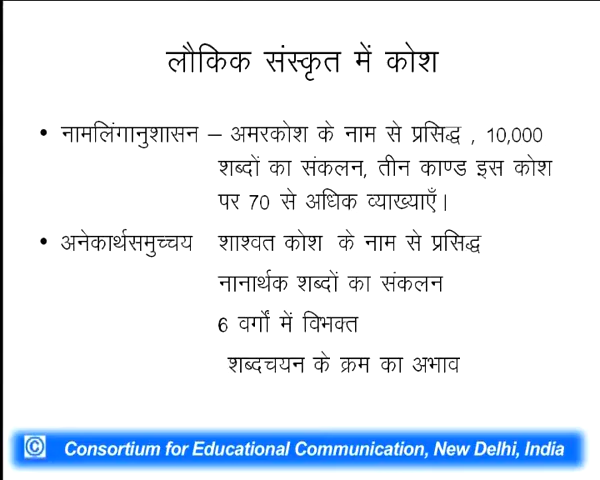 लौकिक संस्कृत में कोश
• नामलिंगानुशासन – अमरकोश के नाम से प्रसिद्ध , 10,000
शब्दों का संकलन, तीन काण्ड इस कोश
पर 70 से अधिक व्याख्याएँ।
• अनेकार्थसमुच्चय शाश्वत कोश के नाम से प्रसिद्ध
नानार्थक शब्दों का संकलन
6 वर्गों में विभक्त
शब्दचयन के क्रम का अभाव
© Consortium for Educational Communication, New Delhi, India